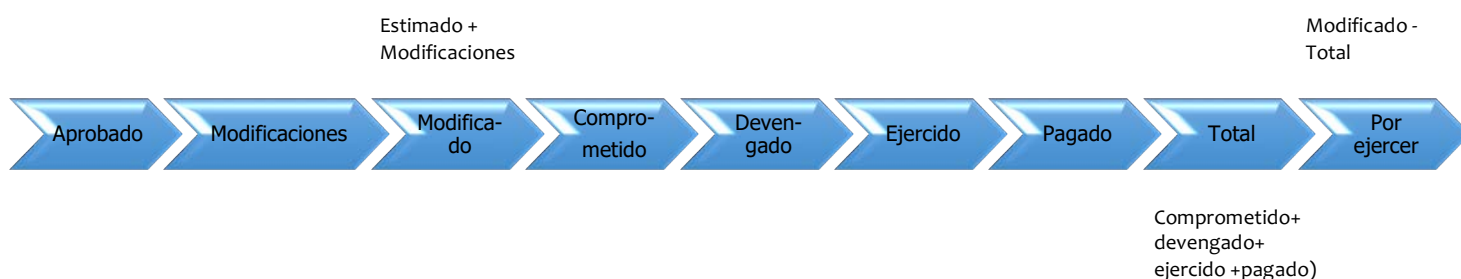 Estimado +
Modificaciones
Modificado -
Total
Aprobado
Modificaciones
Modifica-
do
Compro-
metido
Deven-
gado
Ejercido
Pagado
Total
Por
ejercer
Comprometido+
devengado+
ejercido +pagado)